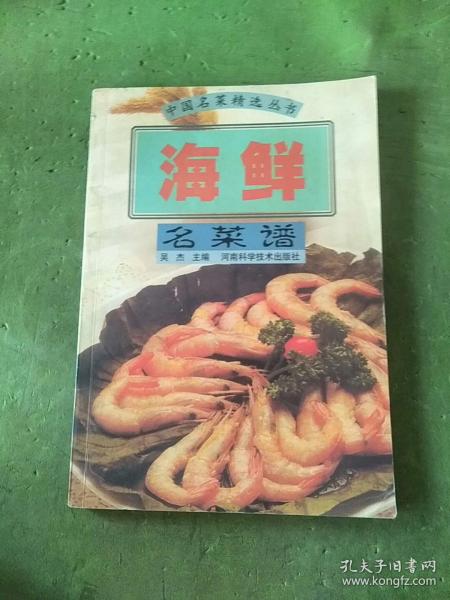 中国名菜精选丛书
海鲜
名菜谱
吴杰 主编 河南科学技术出版社
孔夫子旧书网
www.kongfz.com